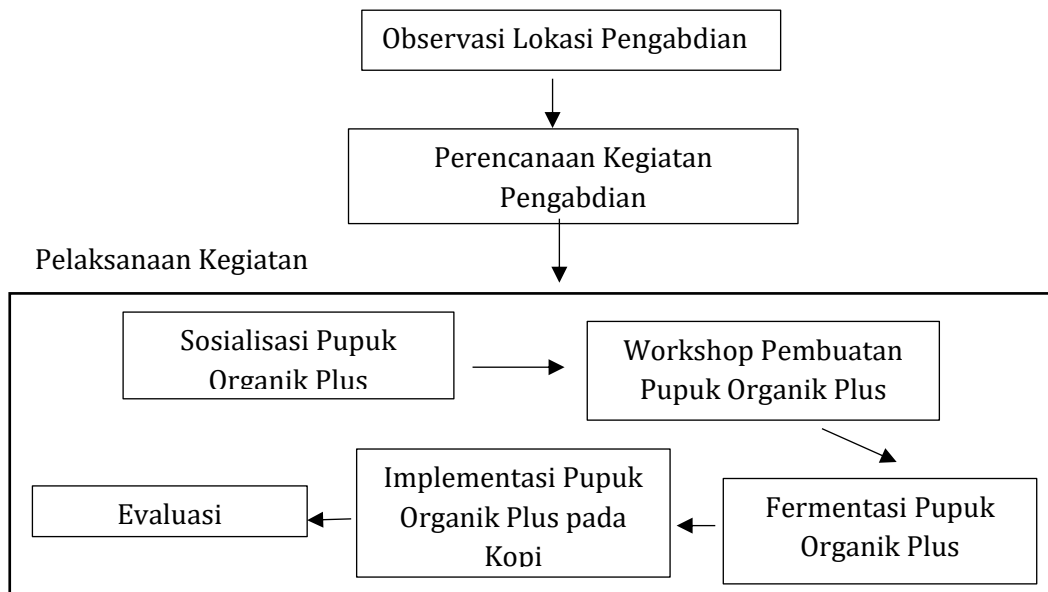 Observasi Lokasi Pengabdian
Perencanaan Kegiatan
Pengabdian
Pelaksanaan Kegiatan
Sosialisasi Pupuk
Organik Plus
Workshop Pembuatan
Pupuk Organik Plus
Fermentasi Pupuk
Organik Plus
Implementasi Pupuk
Organik Plus pada
Kopi
Evaluasi